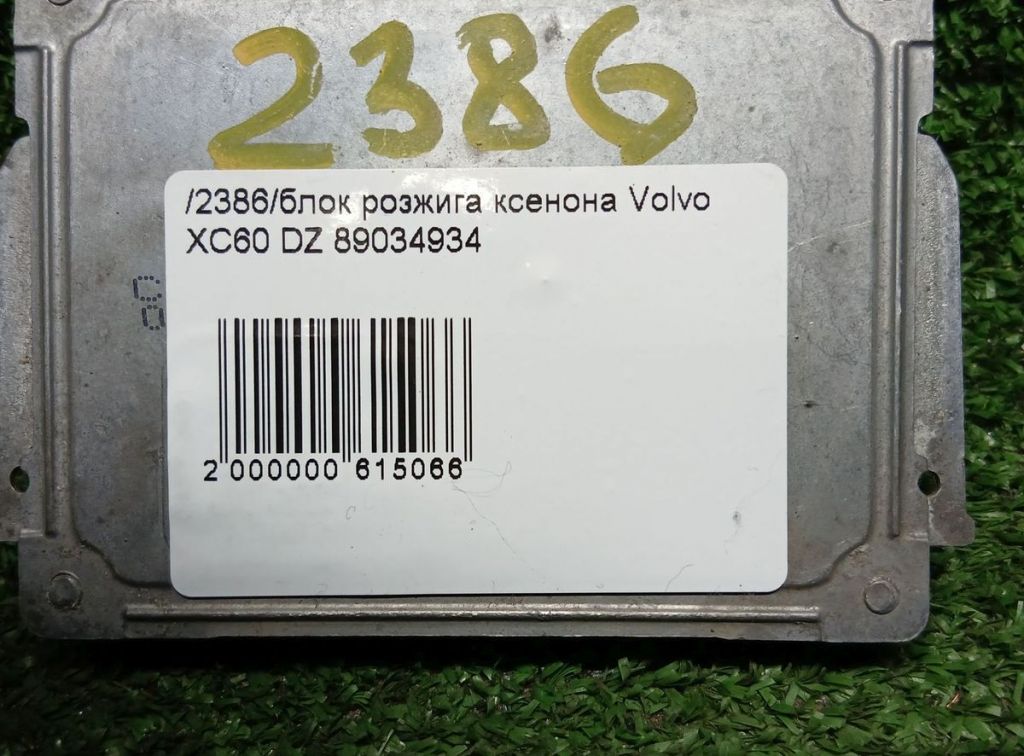 2386
/2386/блок розжига ксенона Volvo
XC60 DZ 89034934
2 000000 615066